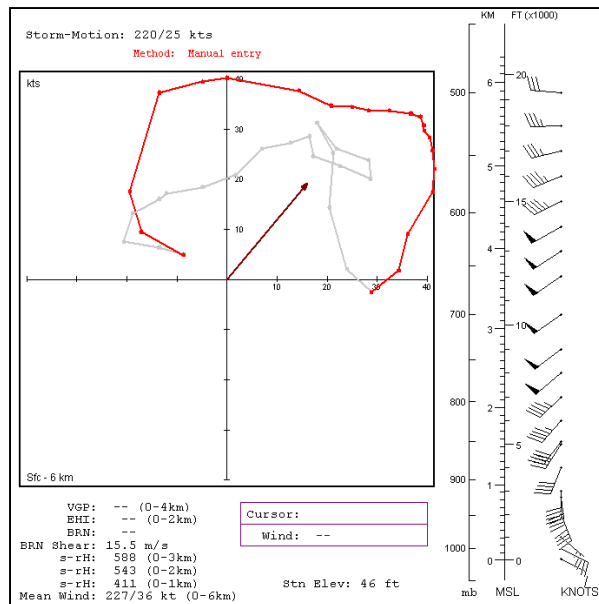 Storm-Motion: 220/25 kts
Method: Manual entry
kts
40
30
20
10
10 20 30 40
Sfc - 6 km
KM FT (x1000)
500
600
700
800
900
1000
mb
6
5
4
3
2
1
0
MSL
20
15
10
5
0
KNOTS
VGP: -- (0-4km)
EHI: -- (0-2km)
BRN: --
BRN Shear: 15.5 m/s
s-rH: 588 (0-3km)
s-rH: 543 (0-2km)
s-rH: 411 (0-1km)
Mean Wind: 227/36 kt (0-6km)
Cursor:
Wind: --
Stn Elev: 46 ft